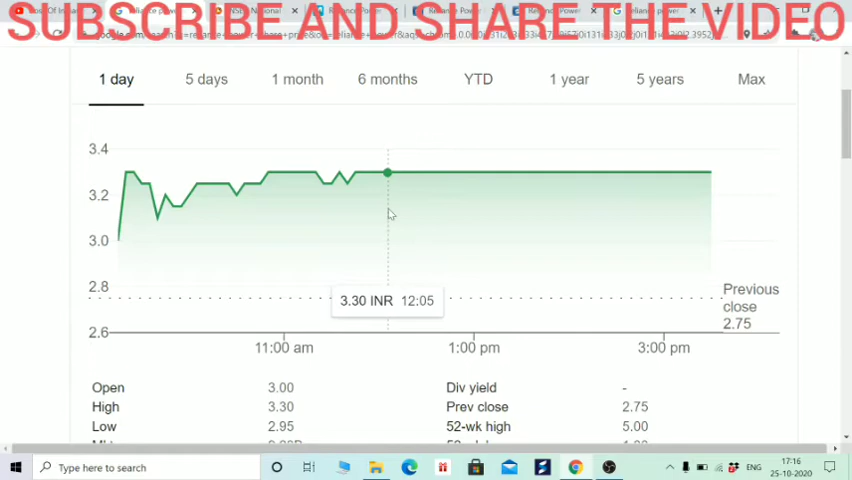 SUBSCRIBE AND SHARE THE VIDEO
1 day 5 days 1 month 6 months YTD 1 year 5 years Max
3.4
3.2
3.0
2.8
2.6
3.30 INR 12:05
Previous
close
2.75
11:00 am 1:00 pm 3:00 pm
Open 3.00 Div yield -
High 3.30 Prev close 2.75
Low 2.95 52-wk high 5.00
Type here to search
ENG
17:16
25-10-2020